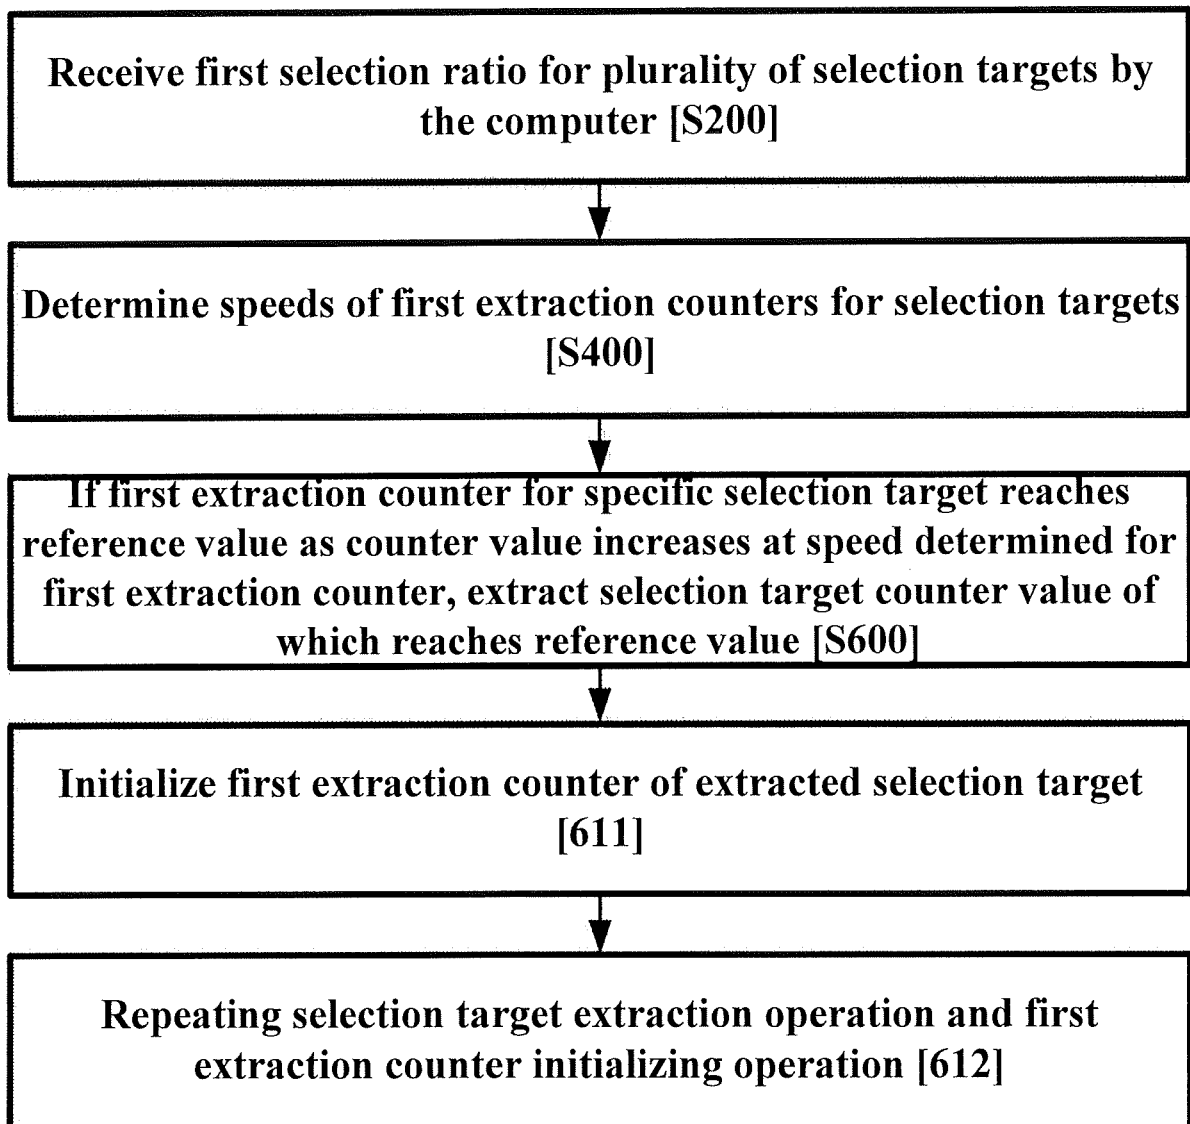 Receive first selection ratio for plurality of selection targets by
the computer [S200]
Determine speeds of first extraction counters for selection targets
[S400]
If first extraction counter for specific selection target reaches
reference value as counter value increases at speed determined for
first extraction counter, extract selection target counter value of
which reaches reference value [S600]
Initialize first extraction counter of extracted selection target
[611]
Repeating selection target extraction operation and first
extraction counter initializing operation [612]